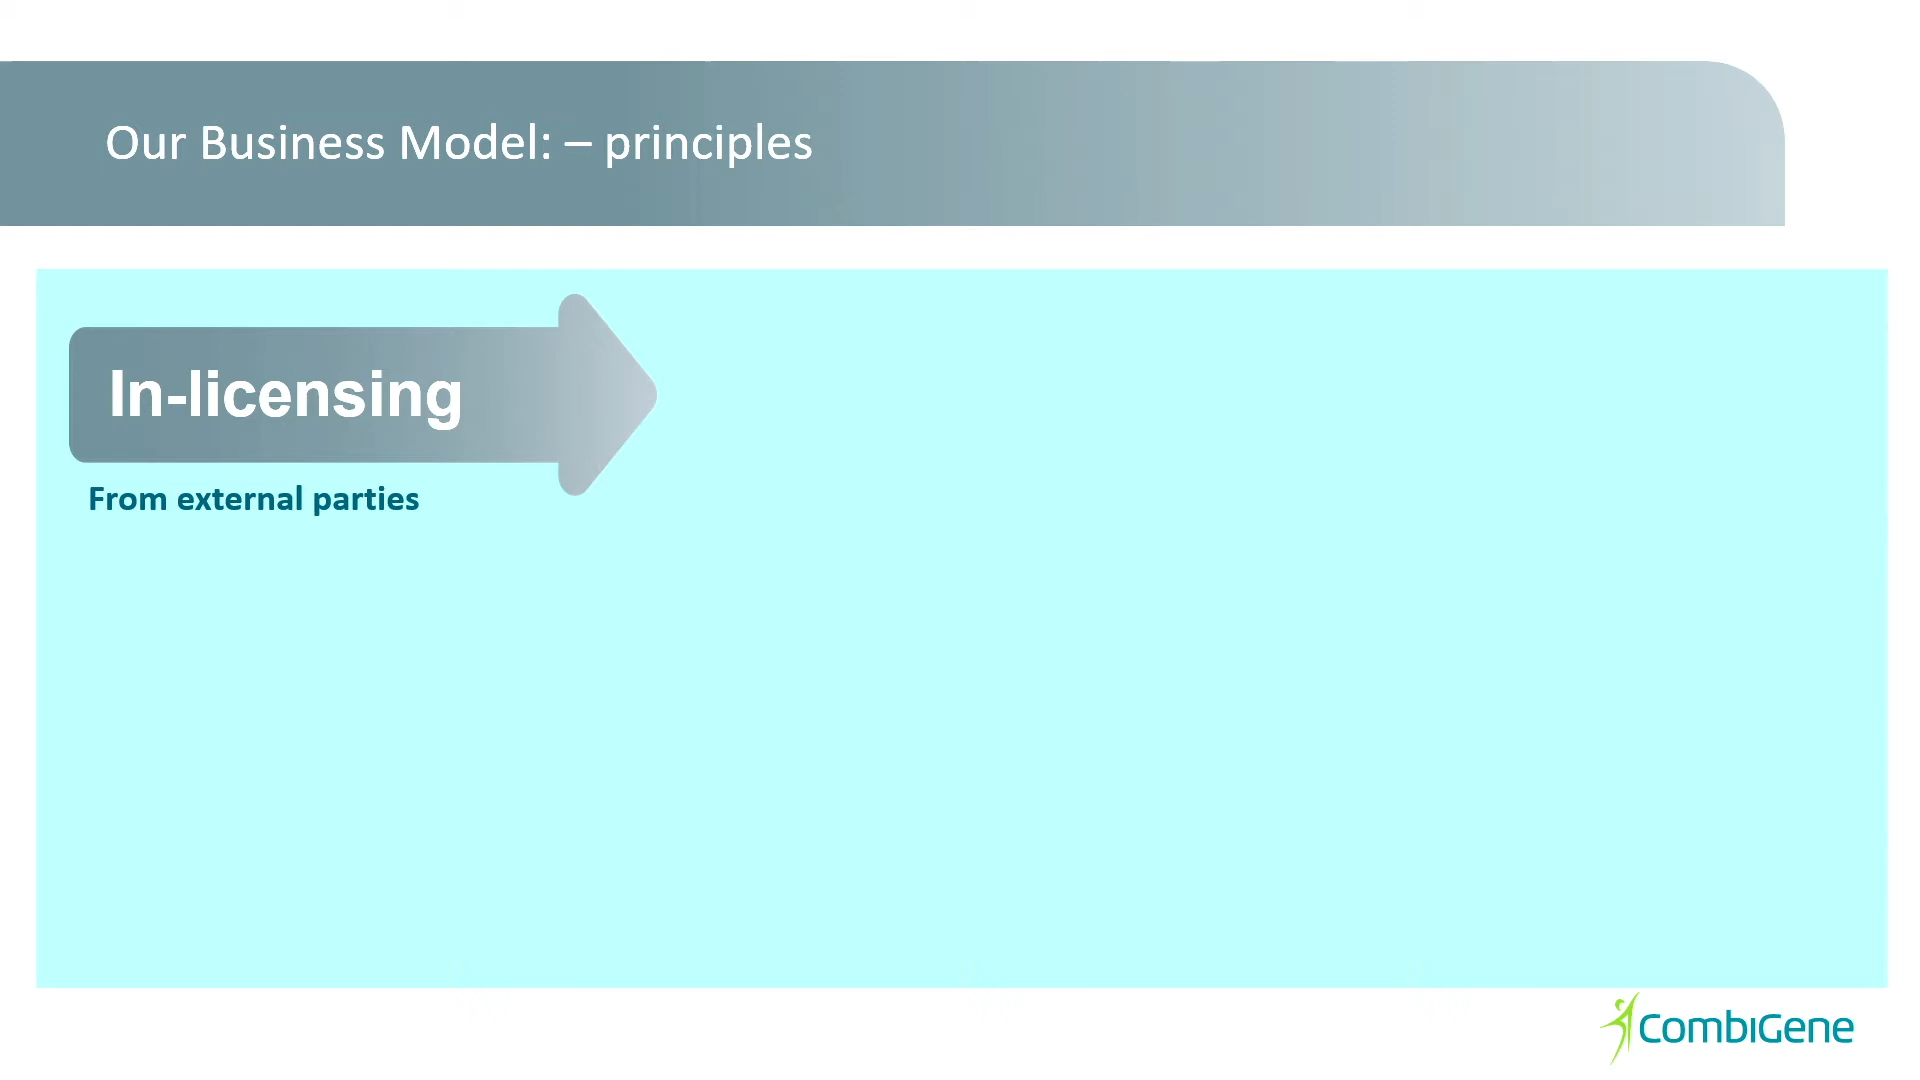 Our Business Model: – principles
In-licensing
From external parties
CombiGene